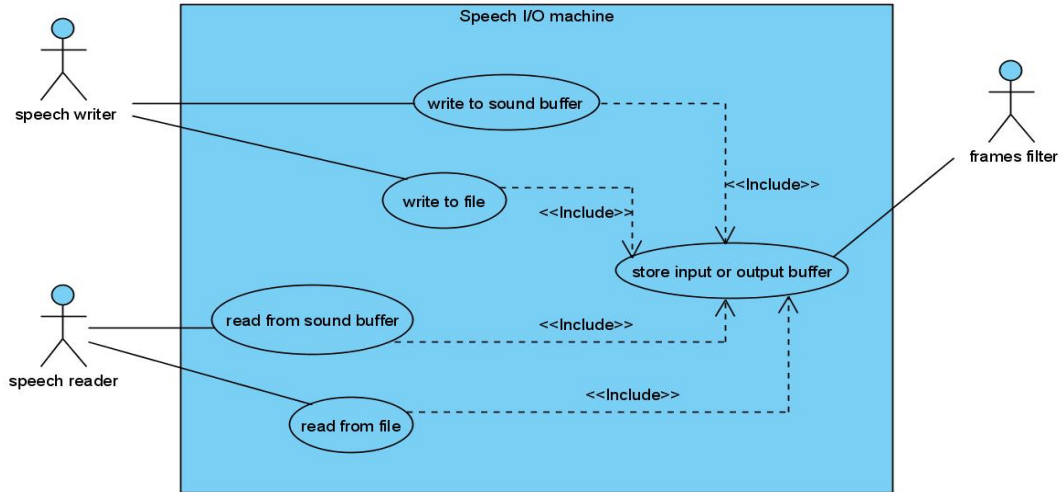 Speech I/O machine
speech writer
write to sound buffer
frames filter
<<Include>>
write to file
<<Include>>
store input or output buffer
read from sound buffer
<<Include>>
speech reader
<<Include>>
read from file